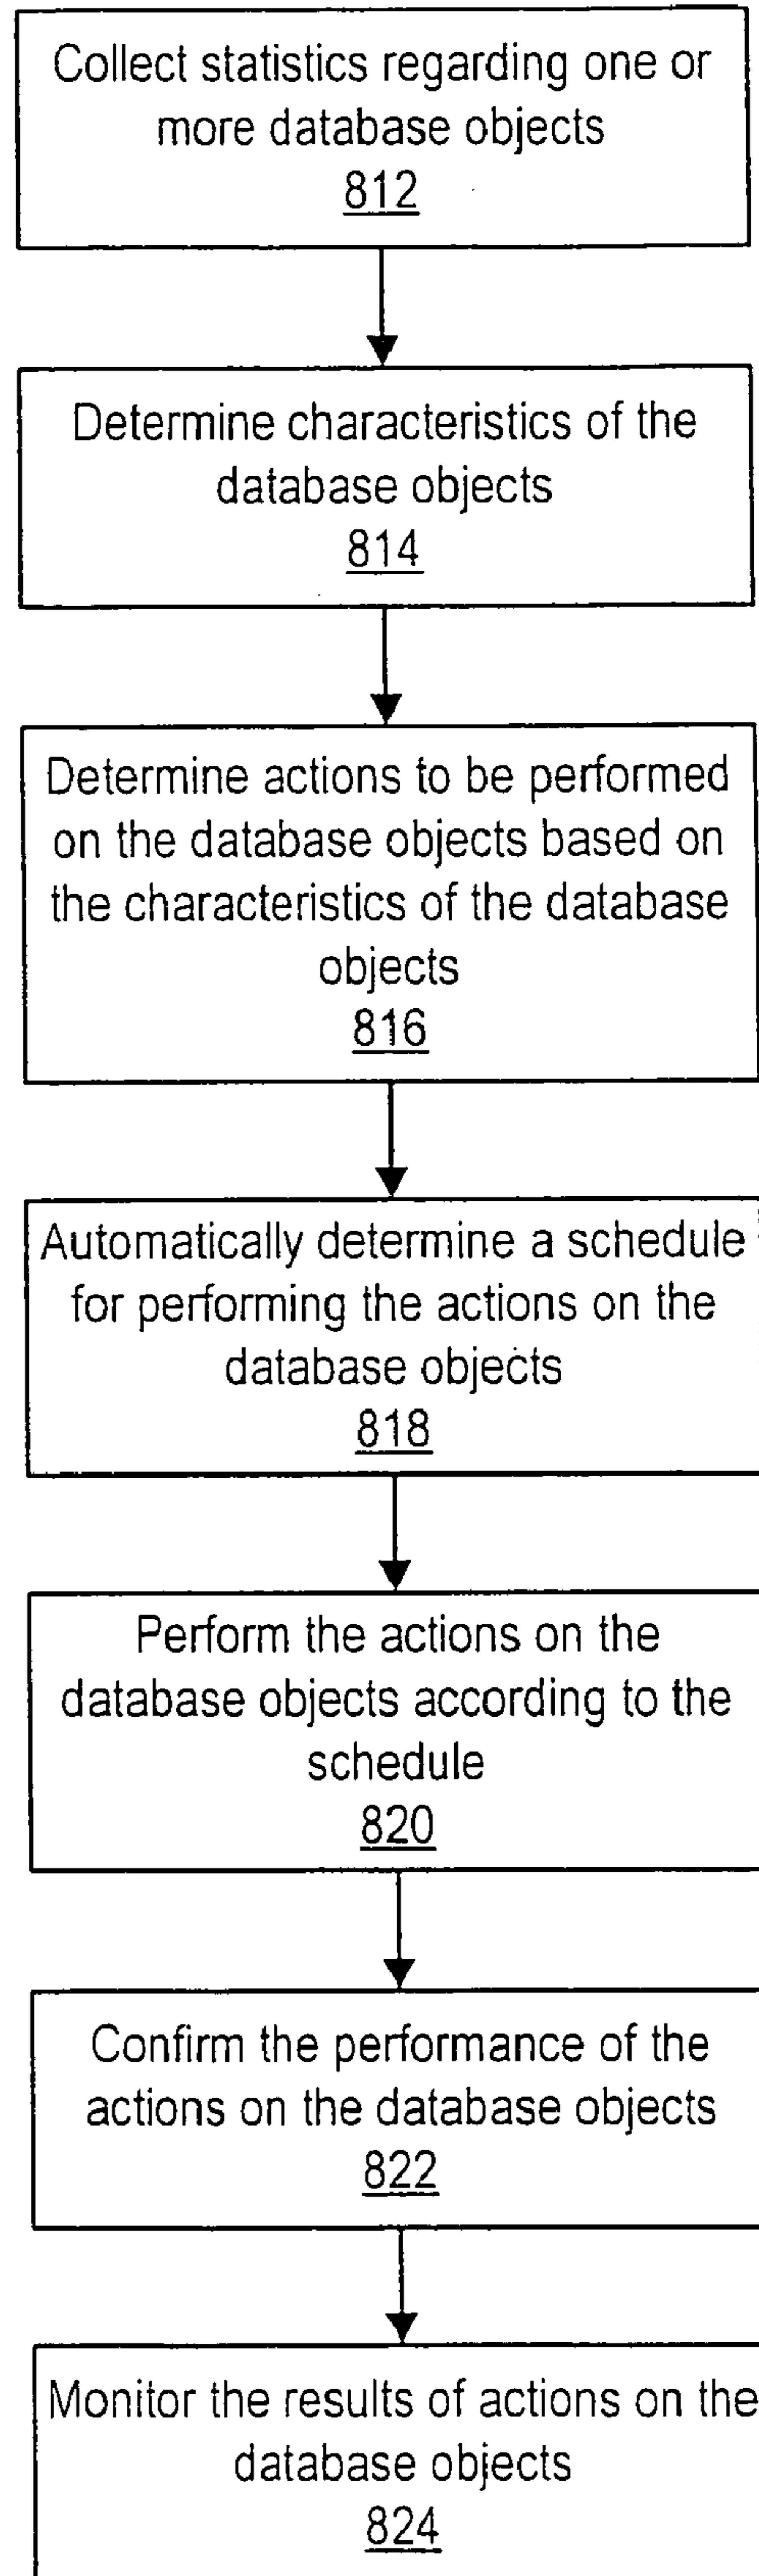 Collect statistics regarding one or
more database objects
812
Determine characteristics of the
database objects
814
Determine actions to be performed
on the database objects based on
the characteristics of the database
objects
816
Automatically determine a schedule
for performing the actions on the
database objects
818
Perform the actions on the
database objects according to the
schedule
820
Confirm the performance of the
actions on the database objects
822
Monitor the results of actions on the
database objects
824